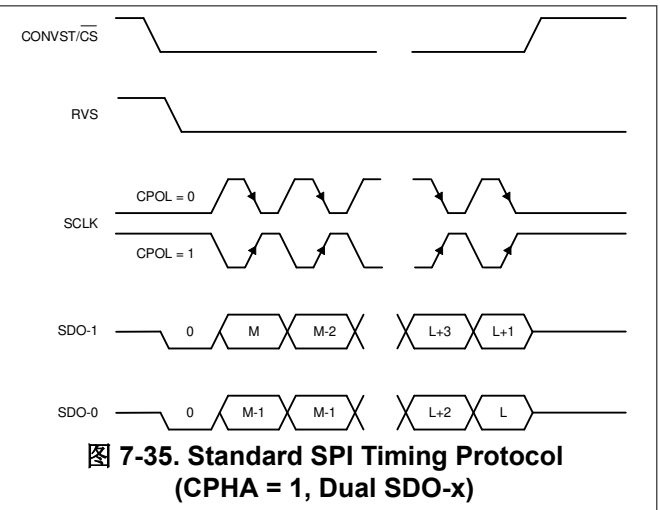 CONVST/CS
RVS
CPOL = 0
SCLK
CPOL = 1
SDO-1 0 M M-2 L+3 L+1
SDO-0 0 M-1 M-1 L+2 L
图 7-35. Standard SPI Timing Protocol
(CPHA = 1, Dual SDO-x)